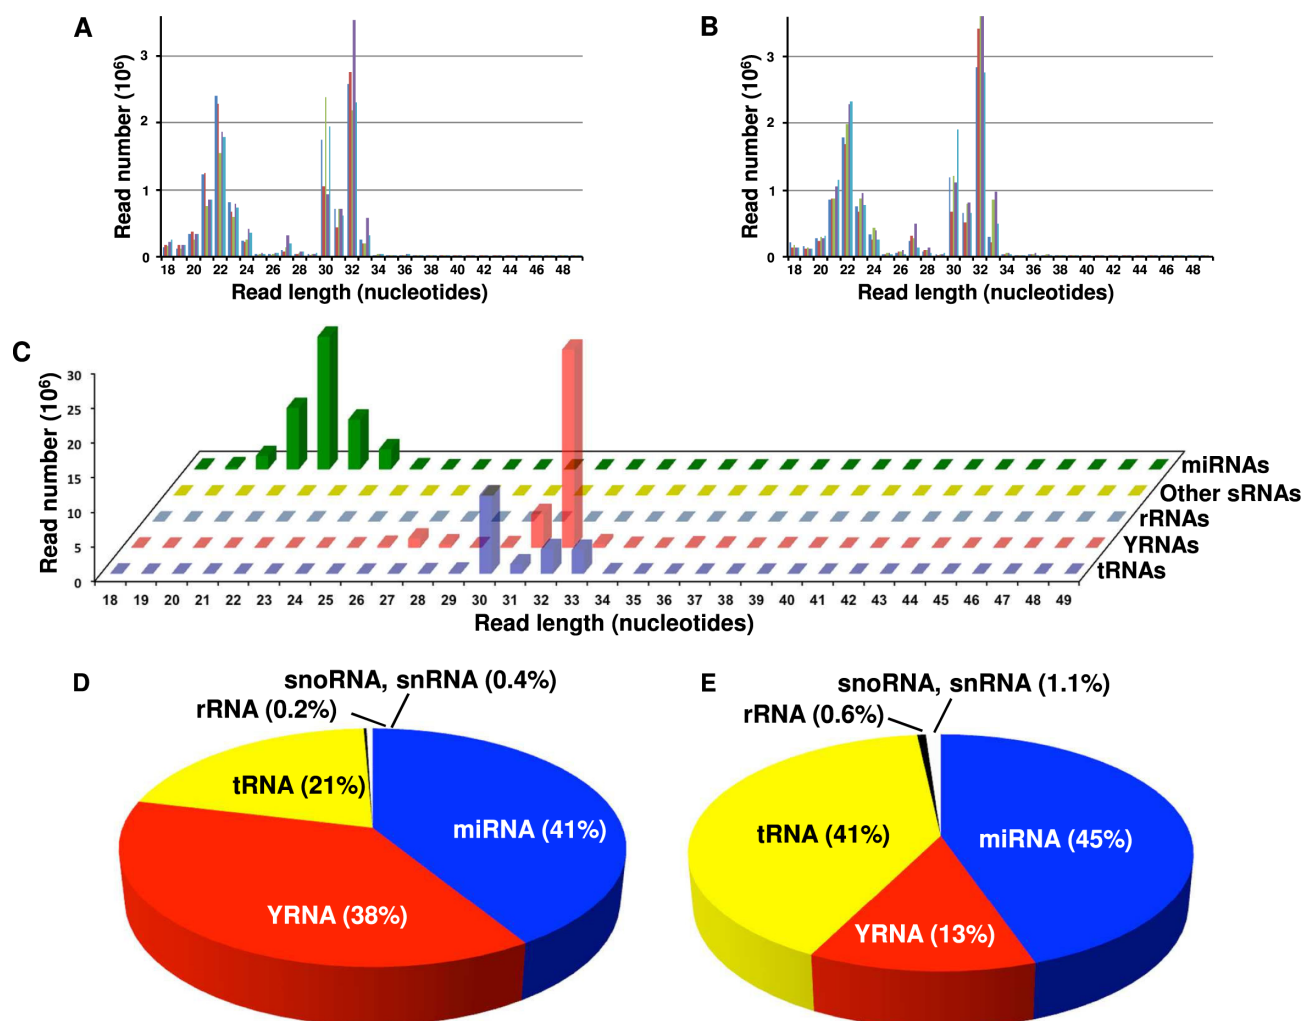 A
Read number (10⁶)
3
2
1
0
18 20 22 24 26 28 30 32 34 36 38 40 42 44 46 48
Read length (nucleotides)
B
Read number (10⁶)
3
2
1
0
18 20 22 24 26 28 30 32 34 36 38 40 42 44 46 48
Read length (nucleotides)
C
Read number (10⁶)
30
25
20
15
10
5
0
miRNAs
Other sRNAs
rRNAs
YRNAs
tRNAs
18 19 20 21 22 23 24 25 26 27 28 29 30 31 32 33 34 35 36 37 38 39 40 41 42 43 44 45 46 47 48 49
Read length (nucleotides)
D
snoRNA, snRNA (0.4%)
rRNA (0.2%)
tRNA (21%)
miRNA (41%)
YRNA (38%)
E
snoRNA, snRNA (1.1%)
rRNA (0.6%)
tRNA (41%)
miRNA (45%)
YRNA (13%)